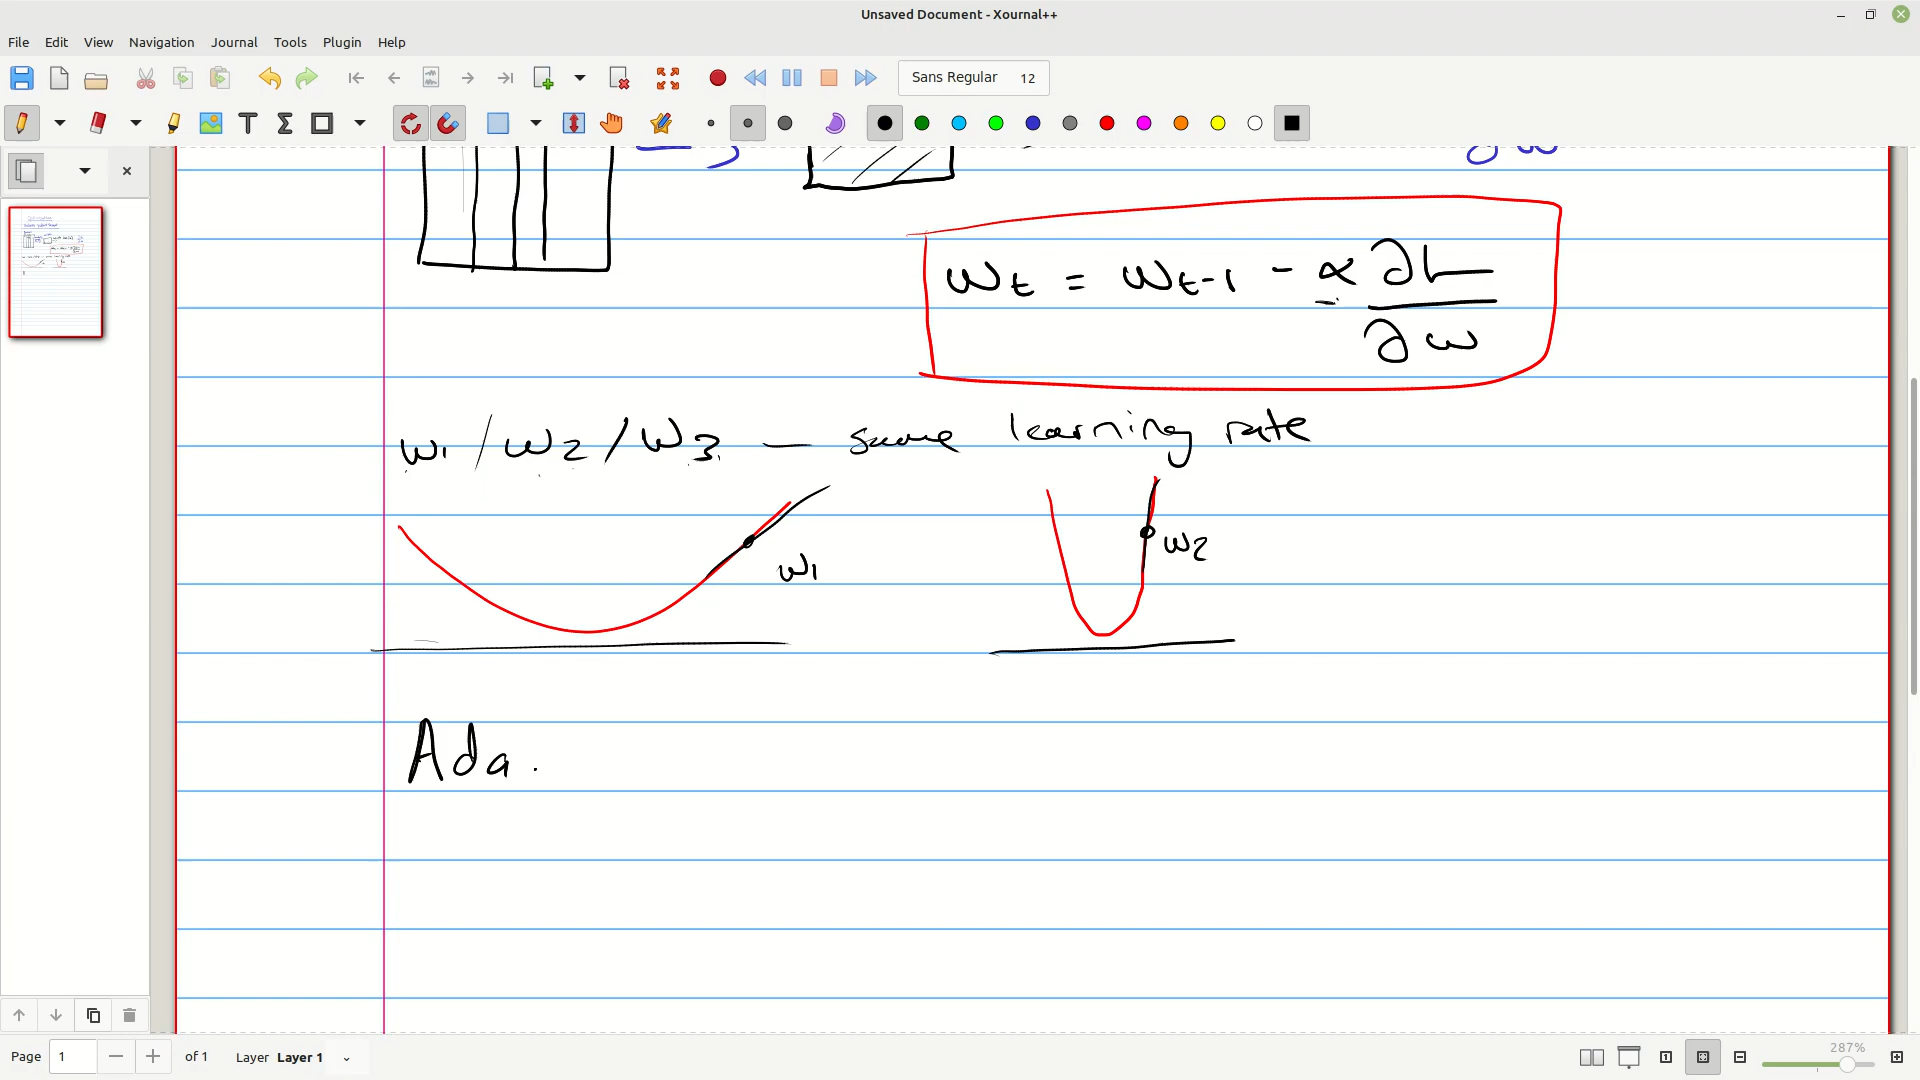 Unsaved Document - Xournal++
File Edit View Navigation Journal Tools Plugin Help
Sans Regular 12
∂w
wt = wt-1 - α ∂L
∂w
w1 / w2 / w3 — same learning rate
w1
w2
Ada.
Page 1 of 1 Layer Layer 1
287%